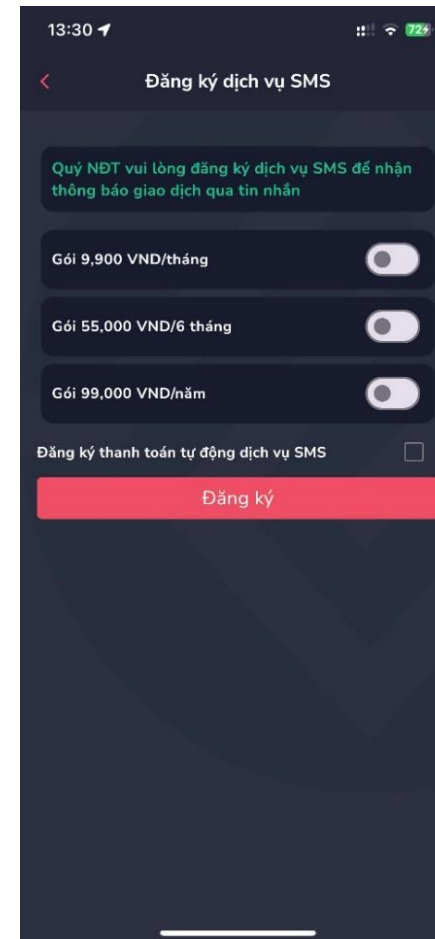 13:30
72
Đăng ký dịch vụ SMS
Quý NĐT vui lòng đăng ký dịch vụ SMS để nhận
thông báo giao dịch qua tin nhắn
Gói 9,900 VND/tháng
Gói 55,000 VND/6 tháng
Gói 99,000 VND/năm
Đăng ký thanh toán tự động dịch vụ SMS
Đăng ký